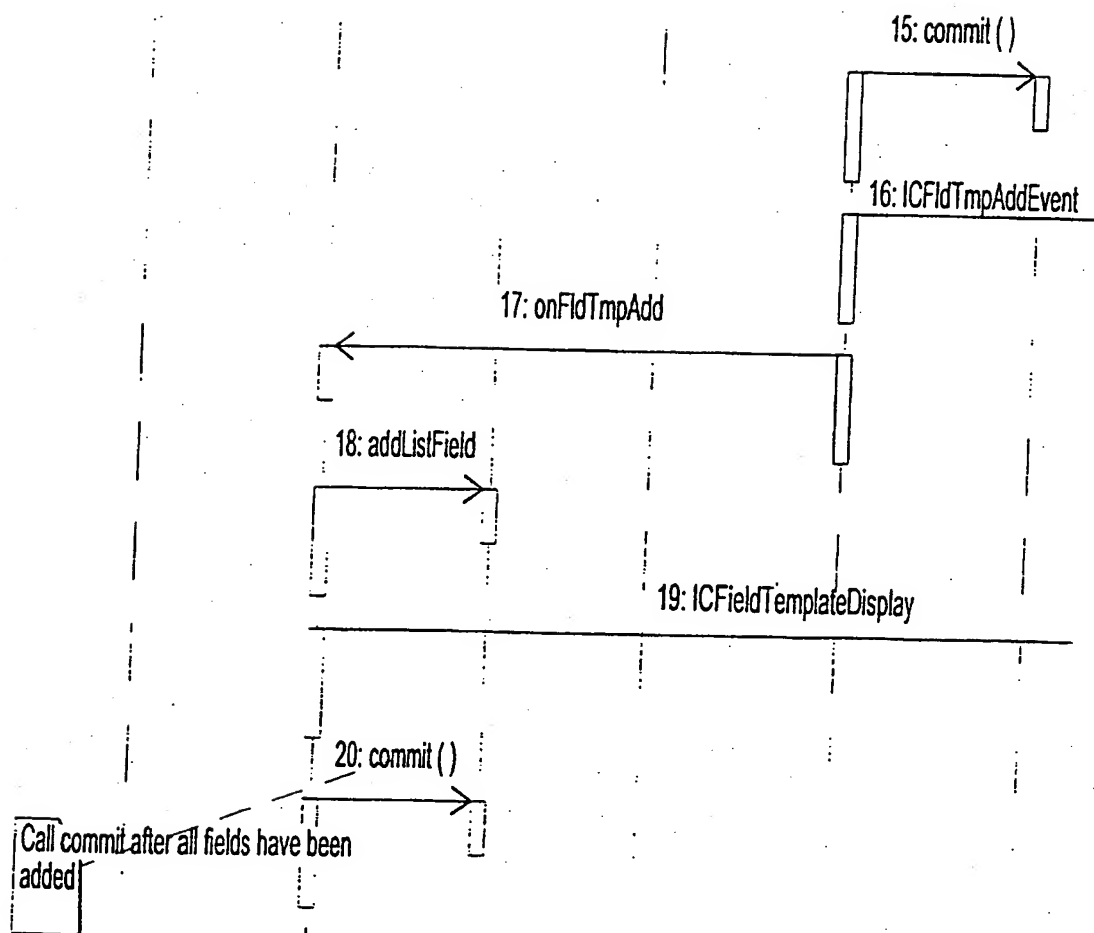 15: commit ( )
16: ICFldTmpAddEvent
17: onFldTmpAdd
18: addListField
19: ICFieldTemplateDisplay
20: commit ( )
Call commit after all fields have been
added